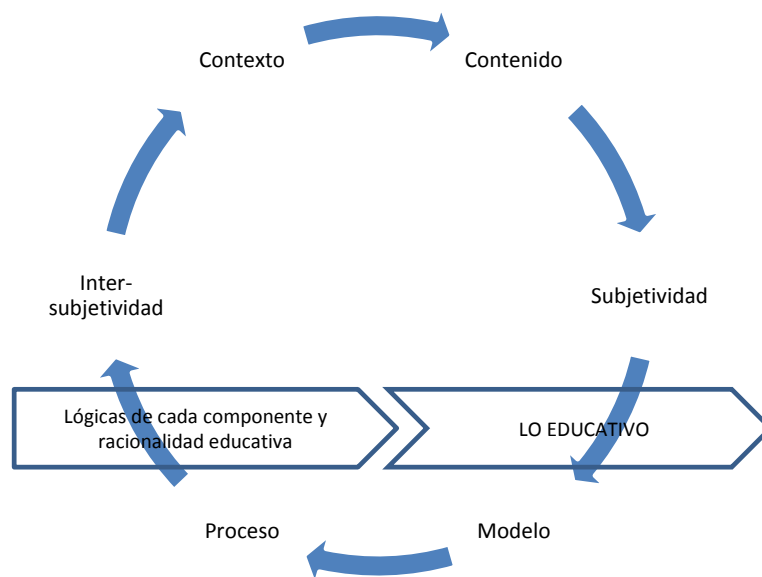 Contexto
Contenido
Inter-
subjetividad
Subjetividad
Lógicas de cada componente y
racionalidad educativa
LO EDUCATIVO
Proceso
Modelo